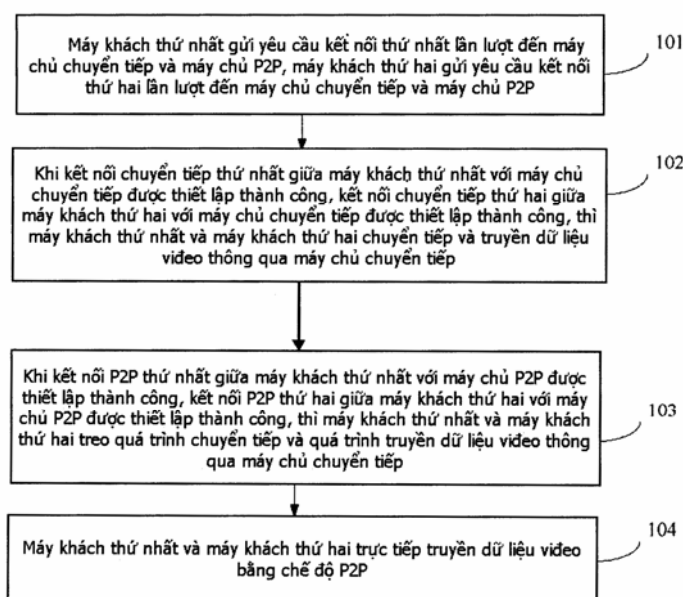 Máy khách thứ nhất gửi yêu cầu kết nối thứ nhất lần lượt đến máy
chủ chuyển tiếp và máy chủ P2P, máy khách thứ hai gửi yêu cầu kết nối
thứ hai lần lượt đến máy chủ chuyển tiếp và máy chủ P2P
101
Khi kết nối chuyển tiếp thứ nhất giữa máy khách thứ nhất với máy chủ
chuyển tiếp được thiết lập thành công, kết nối chuyển tiếp thứ hai giữa
máy khách thứ hai với máy chủ chuyển tiếp được thiết lập thành công, thì
máy khách thứ nhất và máy khách thứ hai chuyển tiếp và truyền dữ liệu
viđeo thông qua máy chủ chuyển tiếp
102
Khi kết nối P2P thứ nhất giữa máy khách thứ nhất với máy chủ P2P được
thiết lập thành công, kết nối P2P thứ hai giữa máy khách thứ hai với máy
chủ P2P được thiết lập thành công, thì máy khách thứ nhất và máy khách
thứ hai treo quá trình chuyển tiếp và quá trình truyền dữ liệu viđeo thông
qua máy chủ chuyển tiếp
103
Máy khách thứ nhất và máy khách thứ hai trực tiếp truyền dữ liệu viđeo
bằng chế độ P2P
104